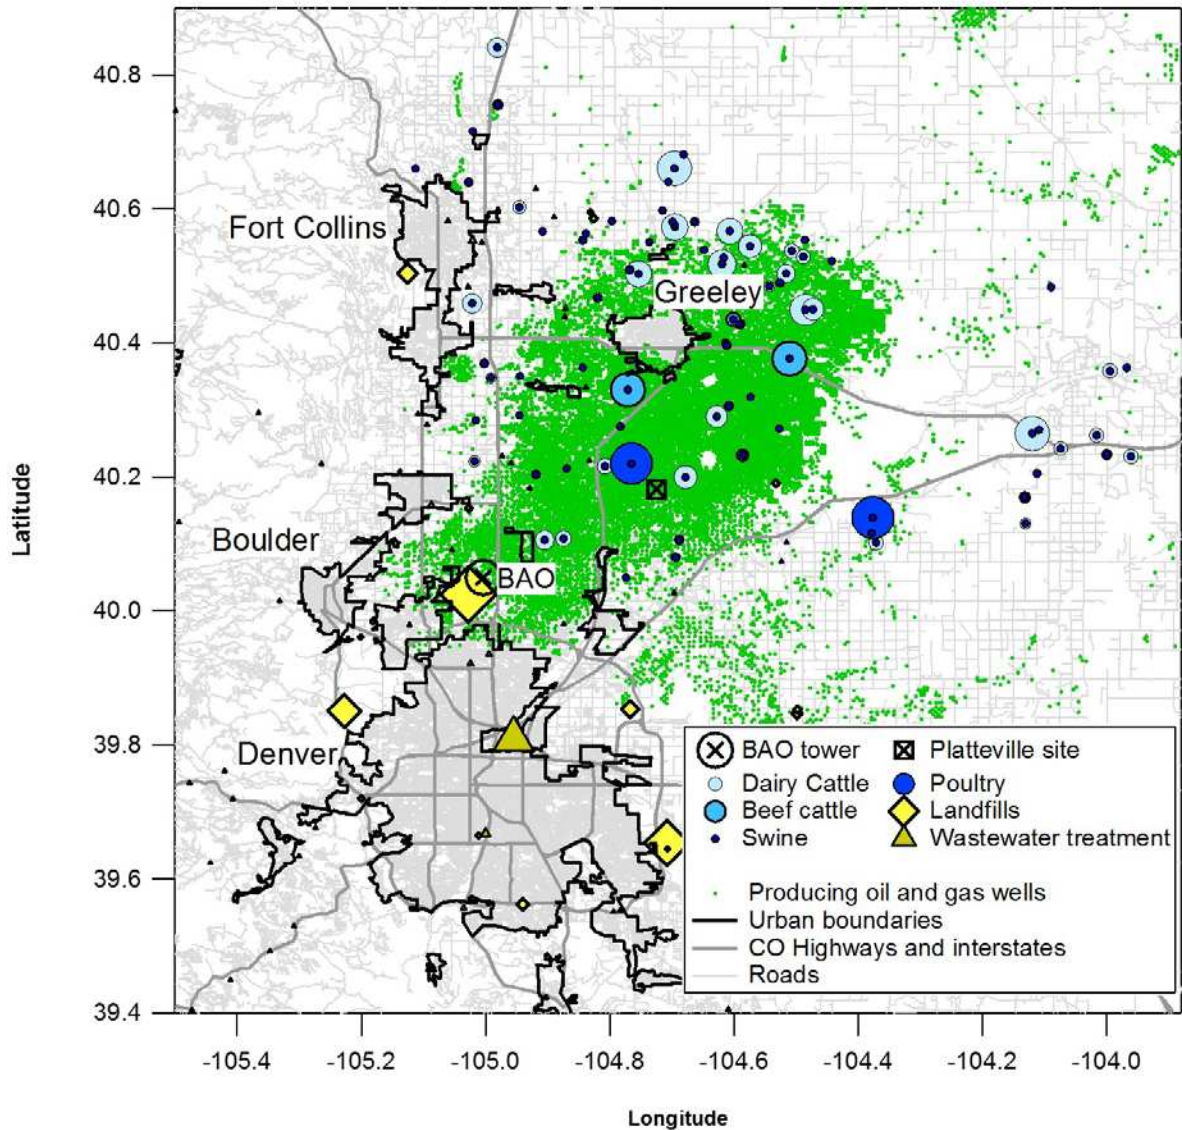 40.8
40.6
Fort Collins
Greeley
40.4
40.2
Boulder
BAO
40.0
Latitude
39.8
Denver
39.6
39.4
BAO tower
Platteville site
Dairy Cattle
Poultry
Beef cattle
Landfills
Swine
Wastewater treatment
Producing oil and gas wells
Urban boundaries
CO Highways and interstates
Roads
-105.4 -105.2 -105.0 -104.8 -104.6 -104.4 -104.2 -104.0
Longitude